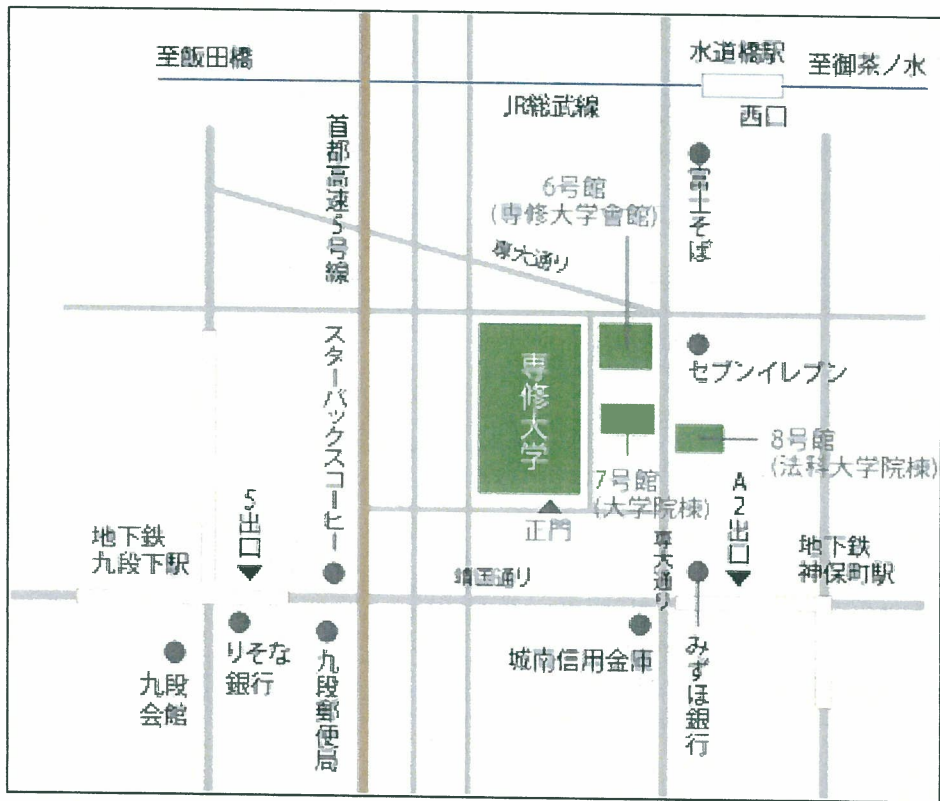 至飯田橋
水道橋駅
至御茶ノ水
JR総武線
西口
首都高速5号線
6号館
(専修大学會館)
富士そば
専大通り
スターバックスコーヒー
専修大学
セブンイレブン
8号館
(法科大学院棟)
7号館
(大学院棟)
A2出口
5出口
正門
地下鉄
九段下駅
靖国通り
専大通り
地下鉄
神保町駅
りそな
銀行
九段
会館
九段郵便局
城南信用金庫
みずほ銀行